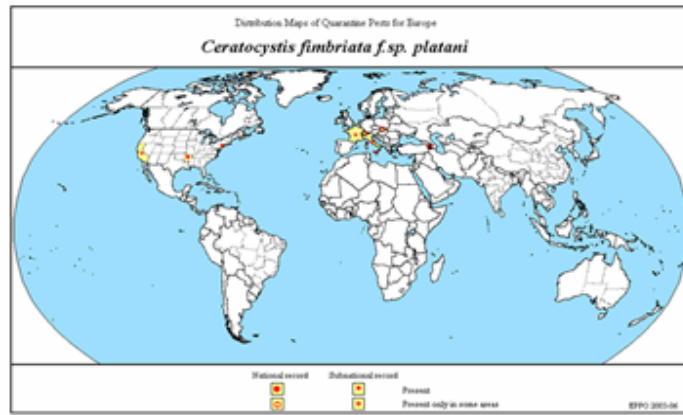 Distribution Maps of Quarantine Pests for Europe
Ceratocystis fimbriata f.sp. platani
National record Subnational record
Present
Present only in some areas
EPPO 2005-06